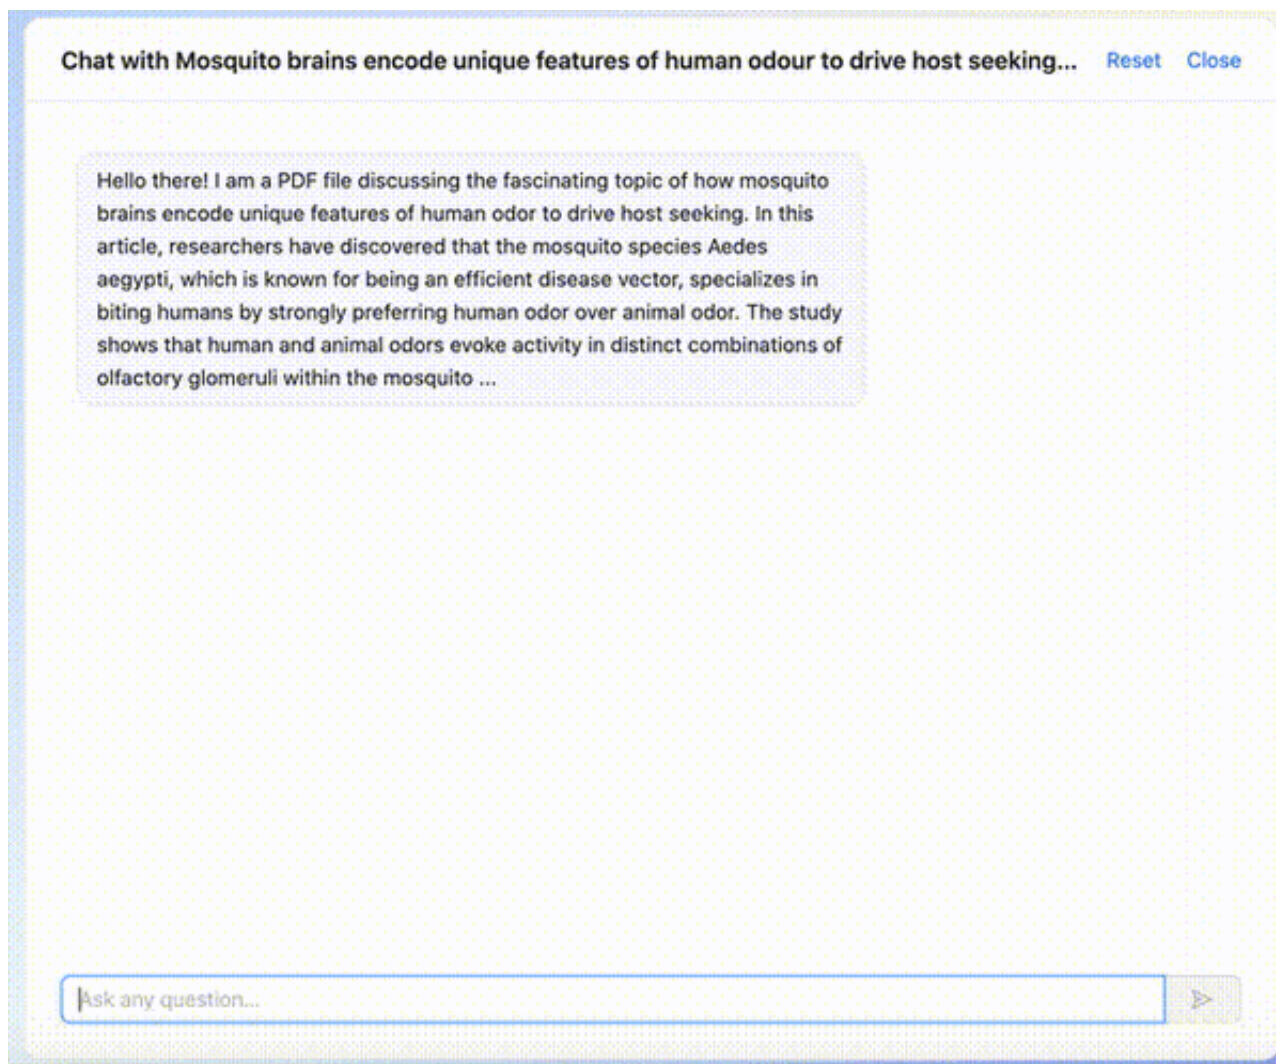 Chat with Mosquito brains encode unique features of human odour to drive host seeking... Reset Close
Hello there! I am a PDF file discussing the fascinating topic of how mosquito
brains encode unique features of human odor to drive host seeking. In this
article, researchers have discovered that the mosquito species Aedes
aegypti, which is known for being an efficient disease vector, specializes in
biting humans by strongly preferring human odor over animal odor. The study
shows that human and animal odors evoke activity in distinct combinations of
olfactory glomeruli within the mosquito ...
Ask any question...